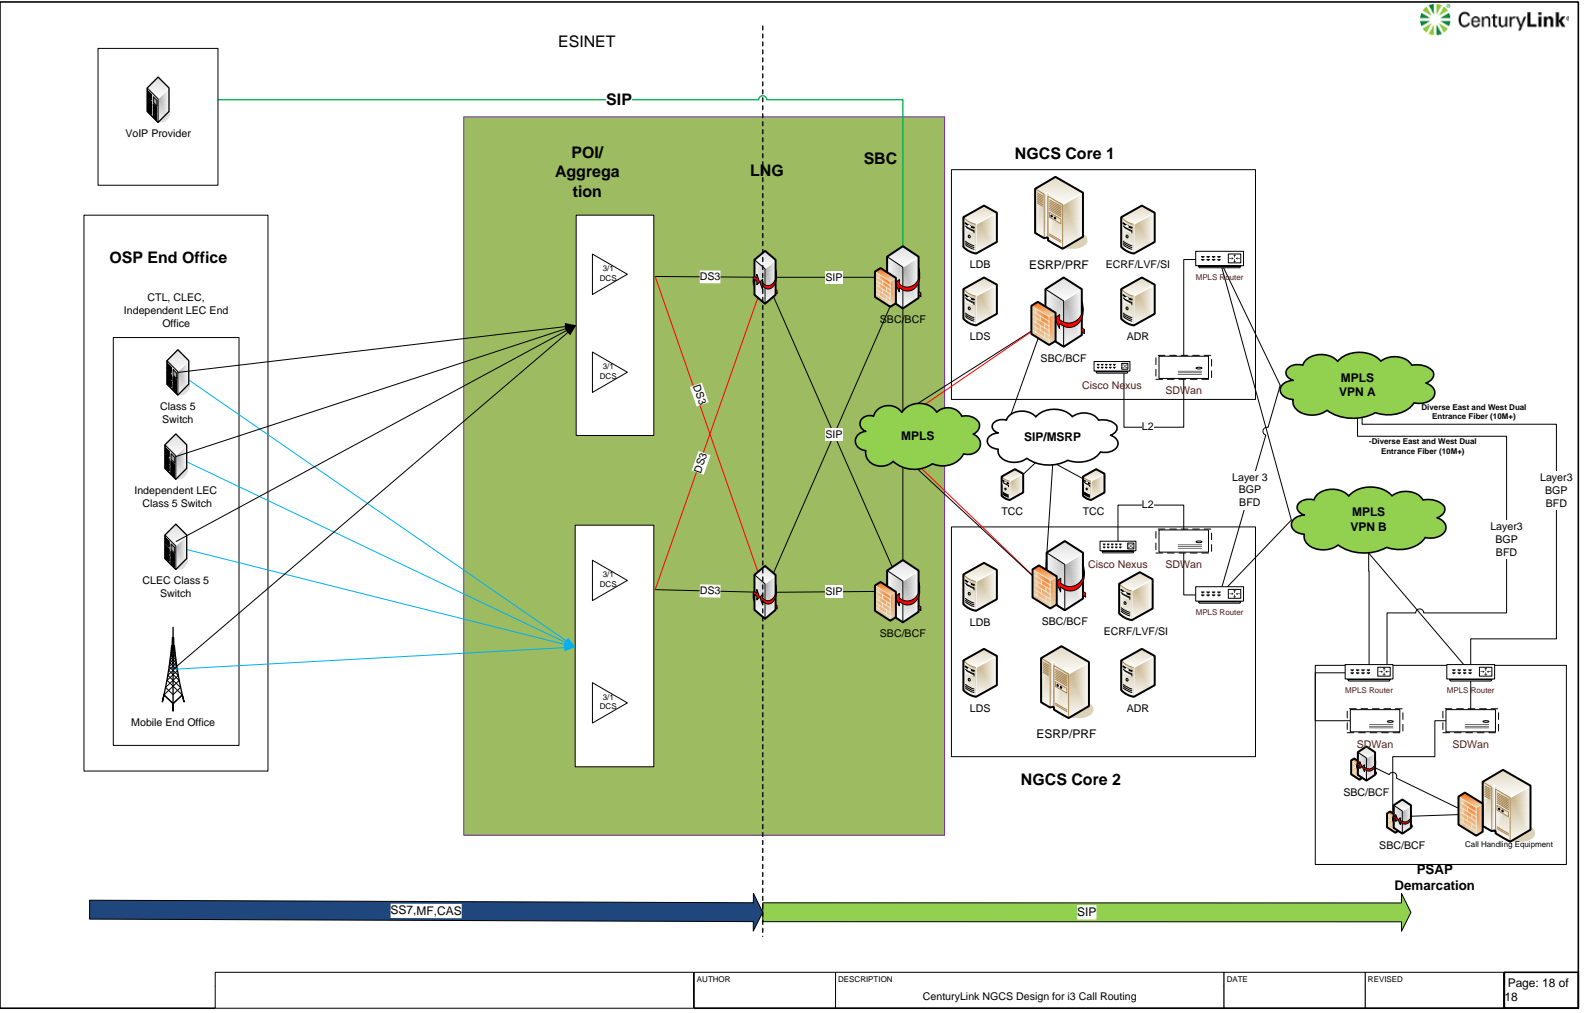 CenturyLink
ESINET
VoIP Provider
SIP
POI/
Aggrega
tion
LNG
SBC
NGCS Core 1
OSP End Office
CTL, CLEC,
Independent LEC End
Office
Class 5
Switch
Independent LEC
Class 5 Switch
CLEC Class 5
Switch
Mobile End Office
3/1
DCS
3/1
DCS
3/1
DCS
3/1
DCS
DS3
DS3
DS3
DS3
SIP
SIP
SIP
SBC/BCF
SBC/BCF
MPLS
LDB
ESRP/PRF
ECRF/LVF/SI
LDS
SBC/BCF
ADR
MPLS Router
Cisco Nexus
SDWan
L2
SIP/MSRP
TCC
TCC
L2
Cisco Nexus
SDWan
MPLS Router
LDB
SBC/BCF
ECRF/LVF/SI
LDS
ESRP/PRF
ADR
NGCS Core 2
MPLS
VPN A
Diverse East and West Dual
Entrance Fiber (10M+)
-Diverse East and West Dual
Entrance Fiber (10M+)
Layer 3
BGP
BFD
MPLS
VPN B
Layer3
BGP
BFD
Layer3
BGP
BFD
MPLS Router
MPLS Router
SDWan
SDWan
SBC/BCF
SBC/BCF
Call Handling Equipment
PSAP
Demarcation
SS7,MF,CAS
SIP
AUTHOR
DESCRIPTION
CenturyLink NGCS Design for i3 Call Routing
DATE
REVISED
Page: 18 of
18